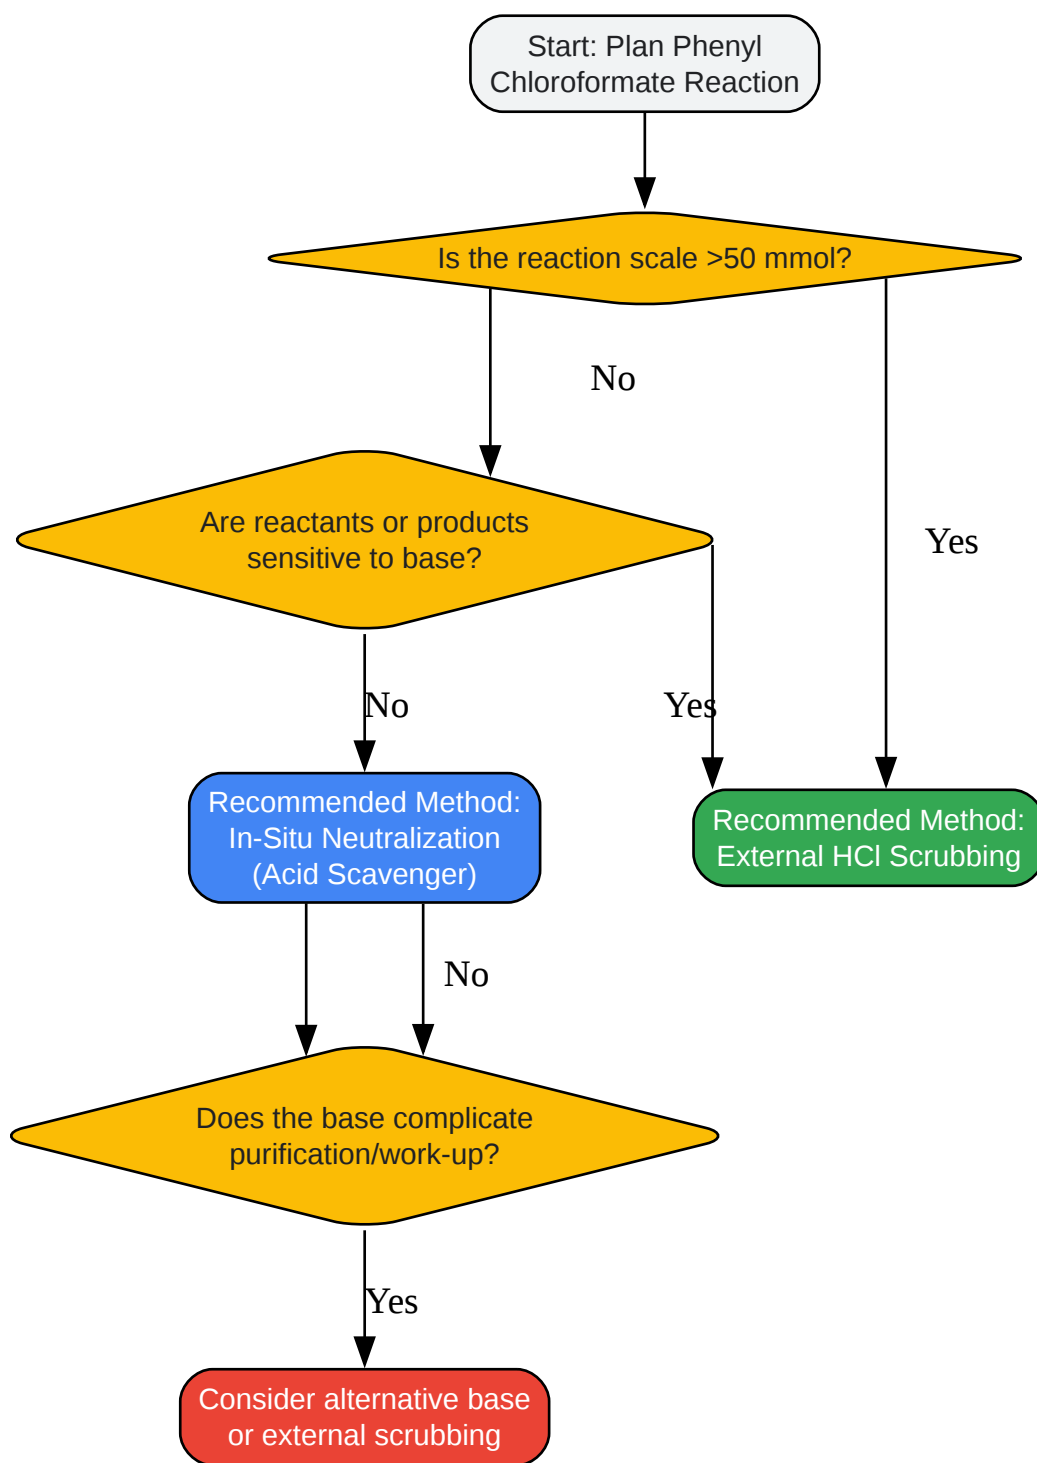 Start: Plan Phenyl
Chloroformate Reaction
Is the reaction scale >50 mmol?
No
Are reactants or products
sensitive to base?
Yes
No
Yes
Recommended Method:
In-Situ Neutralization
(Acid Scavenger)
Recommended Method:
External HCl Scrubbing
No
Does the base complicate
purification/work-up?
Yes
Consider alternative base
or external scrubbing